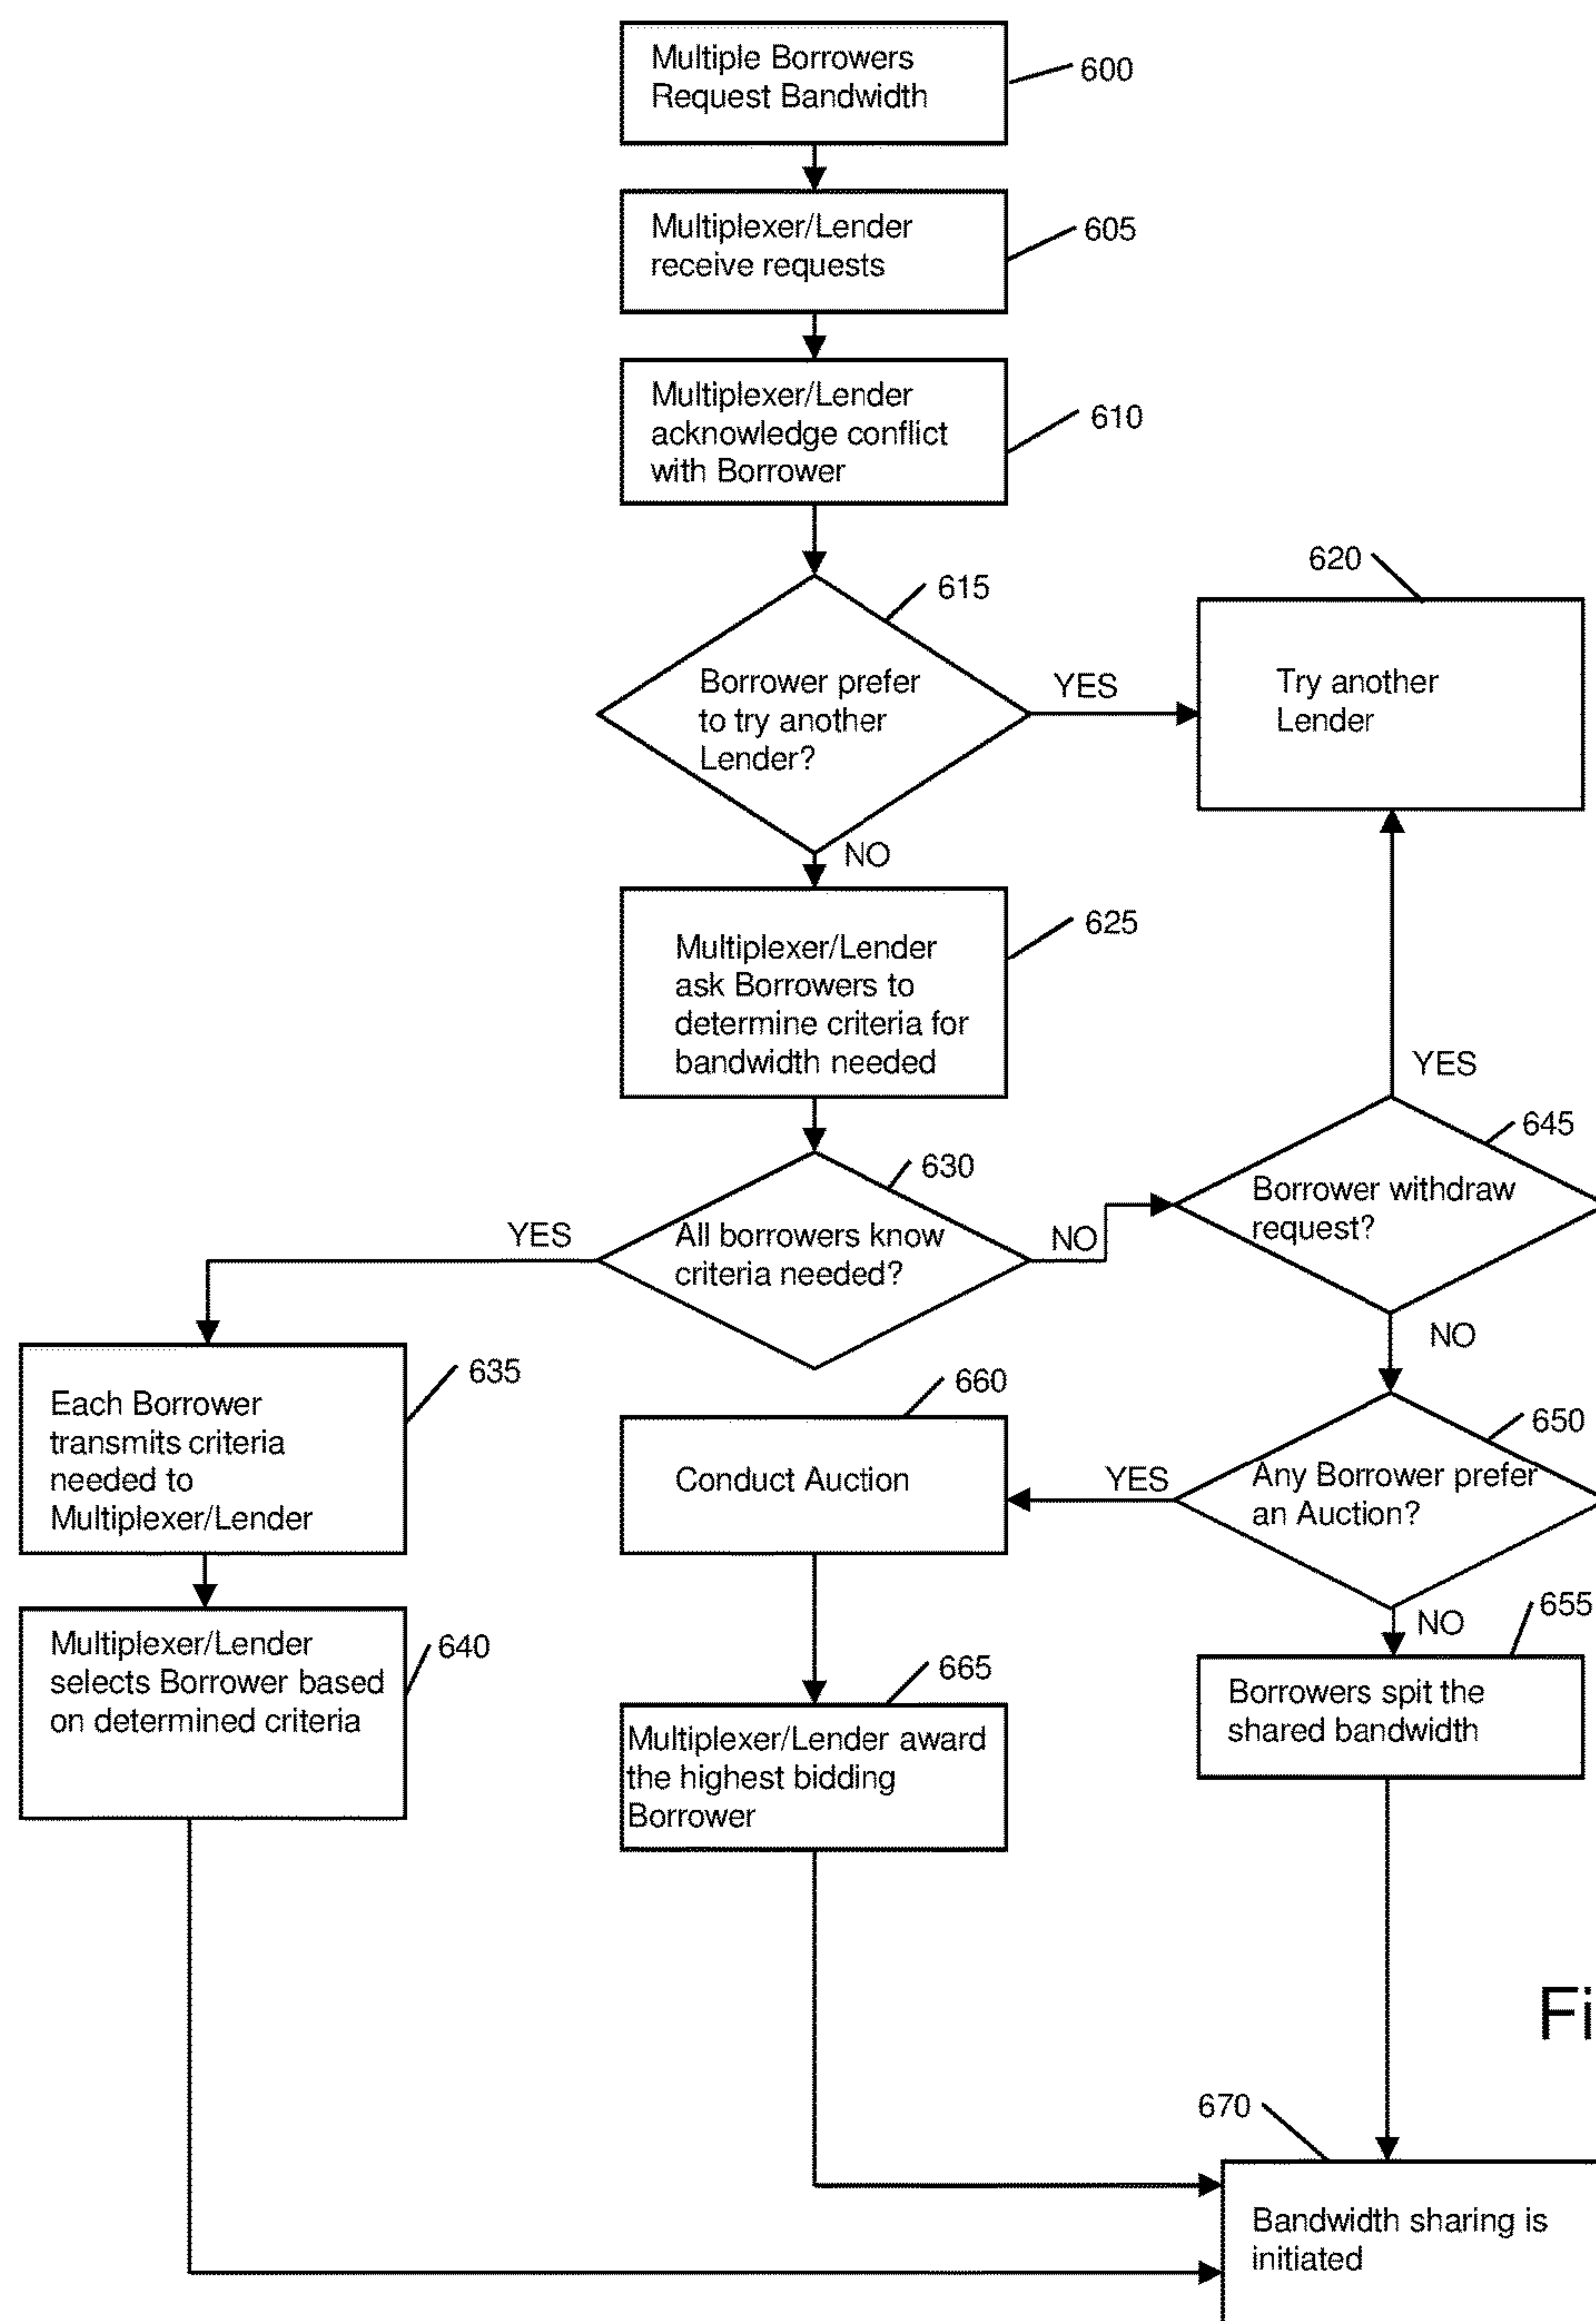 Multiple Borrowers
Request Bandwidth
600
Multiplexer/Lender
receive requests
605
Multiplexer/Lender
acknowledge conflict
with Borrower
610
615
Borrower prefer
to try another
Lender?
YES
620
Try another
Lender
NO
Multiplexer/Lender
ask Borrowers to
determine criteria for
bandwidth needed
625
YES
645
Borrower withdraw
request?
630
All borrowers know
criteria needed?
YES
NO
NO
635
Each Borrower
transmits criteria
needed to
Multiplexer/Lender
660
Conduct Auction
YES
650
Any Borrower prefer
an Auction?
NO
655
Borrowers spit the
shared bandwidth
Multiplexer/Lender
selects Borrower based
on determined criteria
640
665
Multiplexer/Lender award
the highest bidding
Borrower
Fi
670
Bandwidth sharing is
initiated